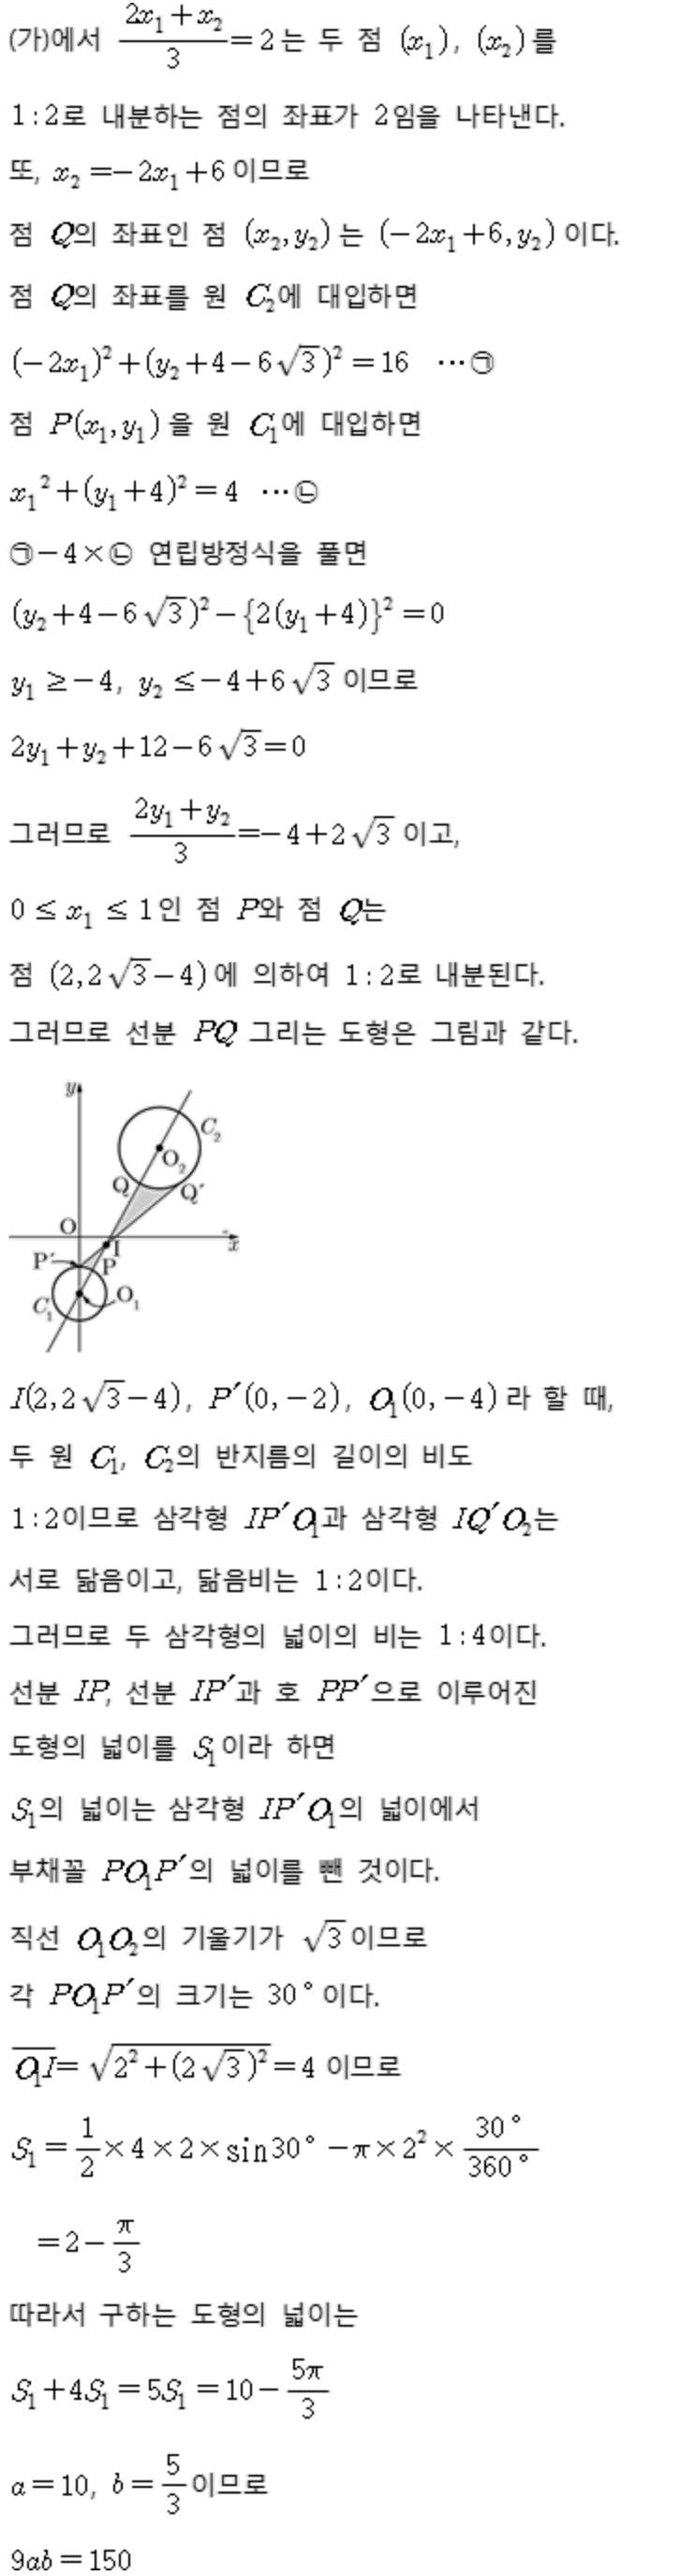 (가)에서 (2x₁+x₂)/3=2는 두 점 (x₁), (x₂)를
1:2로 내분하는 점의 좌표가 2임을 나타낸다.
또, x₂=-2x₁+6이므로
점 Q의 좌표인 점 (x₂, y₂)는 (-2x₁+6, y₂)이다.
점 Q의 좌표를 원 C₂에 대입하면
(-2x₁)²+(y₂+4-6√3)²=16 ⋯㉠
점 P(x₁, y₁)을 원 C₁에 대입하면
x₁²+(y₁+4)²=4 ⋯㉡
㉠-4×㉡ 연립방정식을 풀면
(y₂+4-6√3)²-{2(y₁+4)}²=0
y₁≥-4, y₂≤-4+6√3이므로
2y₁+y₂+12-6√3=0
그러므로 (2y₁+y₂)/3=-4+2√3이고,
0≤x₁≤1인 점 P와 점 Q는
점 (2, 2√3-4)에 의하여 1:2로 내분된다.
그러므로 선분 PQ 그리는 도형은 그림과 같다.
y
C₂
O₂
Q
Q′
O
I
x
P′
P
C₁
O₁
I(2, 2√3-4), P′(0, -2), O₁(0, -4)라 할 때,
두 원 C₁, C₂의 반지름의 길이의 비도
1:2이므로 삼각형 IP′O₁과 삼각형 IQ′O₂는
서로 닮음이고, 닮음비는 1:2이다.
그러므로 두 삼각형의 넓이의 비는 1:4이다.
선분 IP, 선분 IP′과 호 PP′으로 이루어진
도형의 넓이를 S₁이라 하면
S₁의 넓이는 삼각형 IP′O₁의 넓이에서
부채꼴 PO₁P′의 넓이를 뺀 것이다.
직선 O₁O₂의 기울기가 √3이므로
각 PO₁P′의 크기는 30°이다.
O₁I=√(2²+(2√3)²)=4 이므로
S₁=1/2×4×2×sin30°-π×2²×30°/360°
=2-π/3
따라서 구하는 도형의 넓이는
S₁+4S₁=5S₁=10-5π/3
a=10, b=5/3이므로
9ab=150